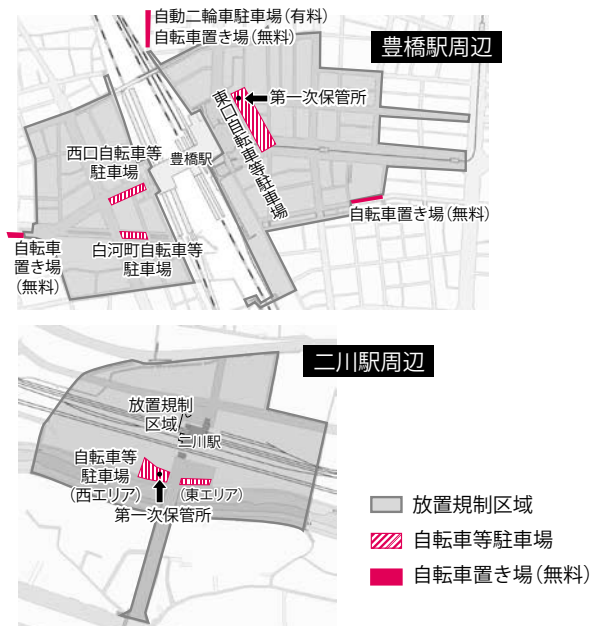 自動二輪車駐車場(有料)
自転車置き場(無料)
豊橋駅周辺
第一次保管所
東口自転車等駐車場
豊橋駅
西口自転車等
駐車場
白河町自転車等
駐車場
自転車
置き場
(無料)
自転車置き場(無料)
二川駅周辺
放置規制
区域
二川駅
自転車等
駐車場
(西エリア)
(東エリア)
第一次保管所
放置規制区域
自転車等駐車場
自転車置き場(無料)